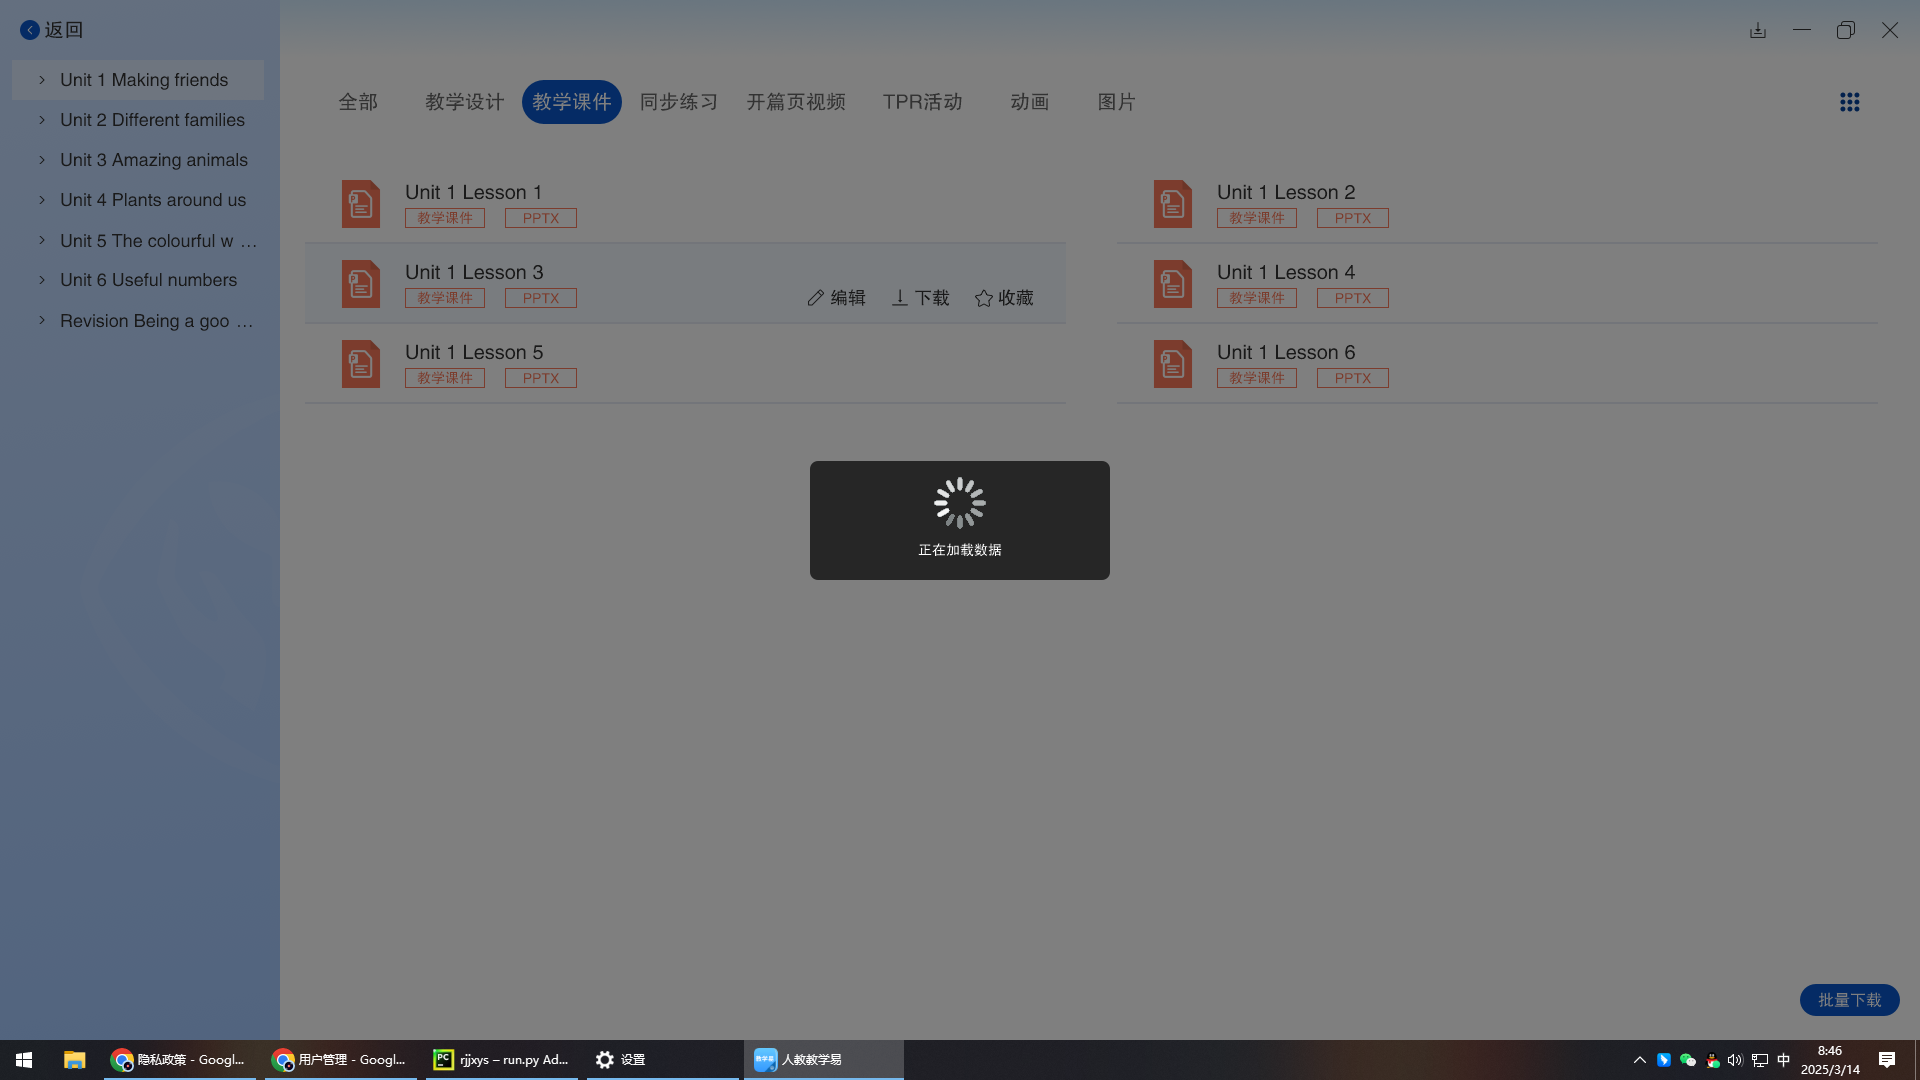 返回
Unit 1 Making friends
Unit 2 Different families
Unit 3 Amazing animals
Unit 4 Plants around us
Unit 5 The colourful w ...
Unit 6 Useful numbers
Revision Being a goo ...
全部 教学设计 教学课件 同步练习 开篇页视频 TPR活动 动画 图片
Unit 1 Lesson 1
教学课件 PPTX
Unit 1 Lesson 2
教学课件 PPTX
Unit 1 Lesson 3
教学课件 PPTX
编辑 下载 收藏
Unit 1 Lesson 4
教学课件 PPTX
Unit 1 Lesson 5
教学课件 PPTX
Unit 1 Lesson 6
教学课件 PPTX
正在加载数据
批量下载
隐私政策 - Googl... 用户管理 - Googl... PC rjjxys – run.py Ad... 设置 教学易 人教教学易 中
8:46
2025/3/14